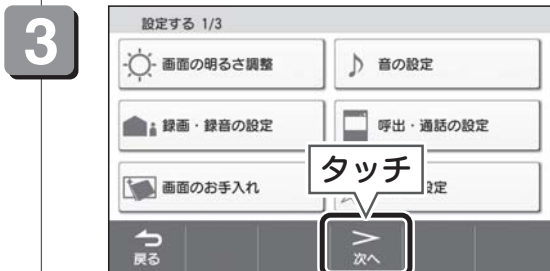 3
設定する 1/3
画面の明るさ調整
音の設定
録画・録音の設定
呼出・通話の設定
画面のお手入れ
定
タッチ
戻る
次へ